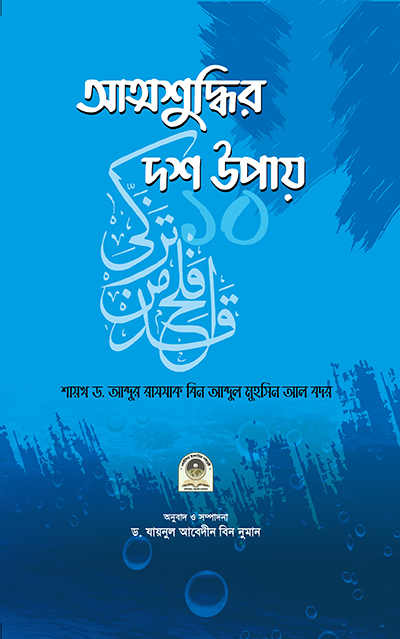 আত্মশুদ্ধির
দশ উপায়
১০
قد أفلح من تزكى
শায়খ ড. আব্দুর রাযযাক বিন আব্দুল মুহসিন আল বদর
অনুবাদ ও সম্পাদনা
ড. যায়নুল আবেদীন বিন নুমান